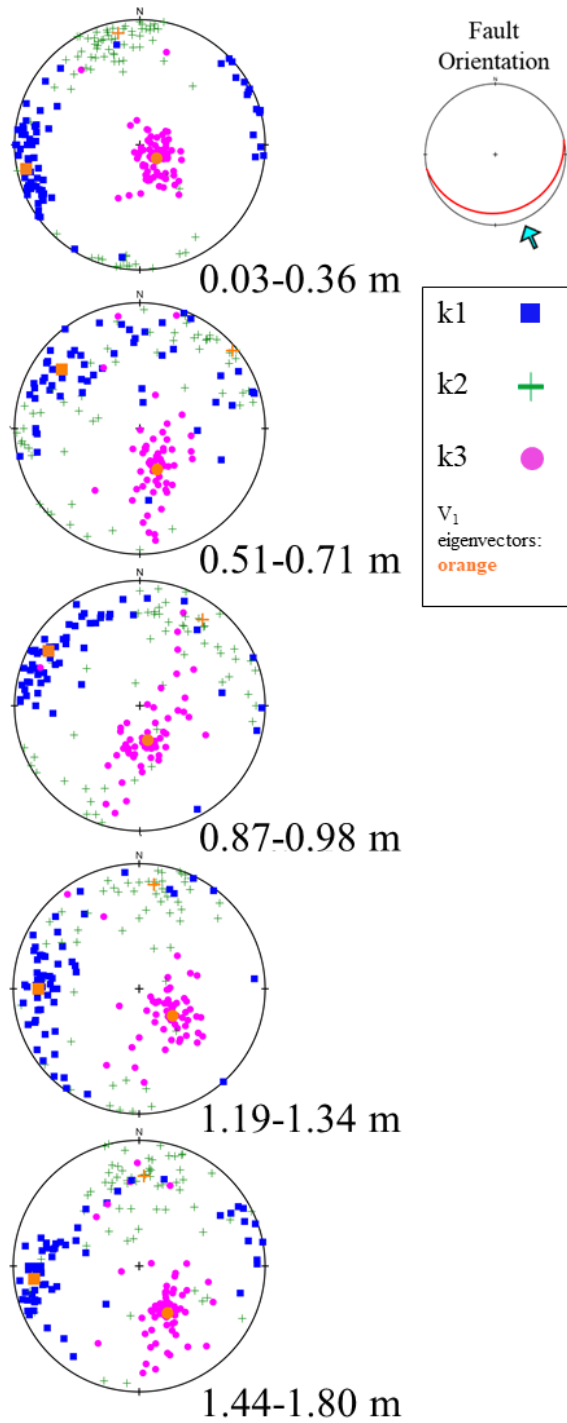 N
0.03-0.36 m
N
0.51-0.71 m
N
0.87-0.98 m
N
1.19-1.34 m
N
1.44-1.80 m
Fault
Orientation
N
k1
k2
k3
V1
eigenvectors:
orange